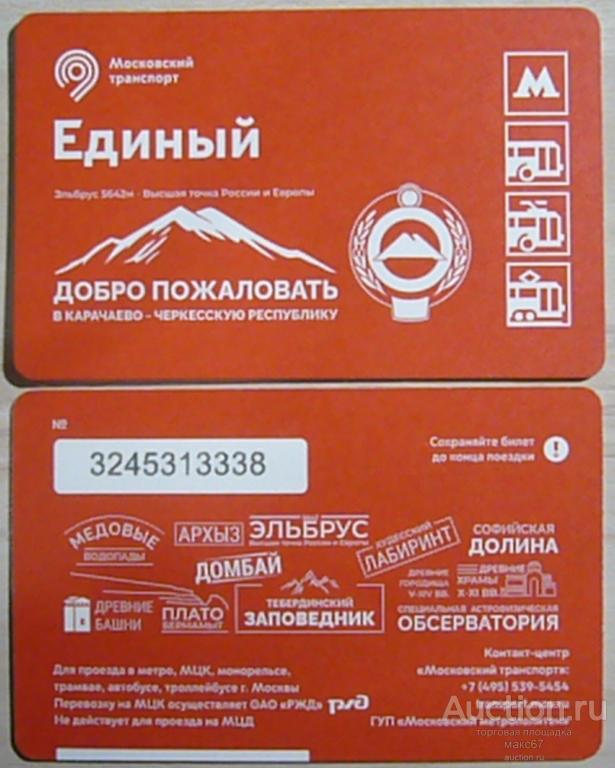 Московский
транспорт
Единый
Эльбрус 5642м - Высшая точка России и Европы
ДОБРО ПОЖАЛОВАТЬ
В КАРАЧАЕВО - ЧЕРКЕССКУЮ РЕСПУБЛИКУ
М
№
3245313338
Сохраняйте билет
до конца поездки
!
МЕДОВЫЕ
ВОДОПАДЫ
АРХЫЗ
ЭЛЬБРУС
Высшая точка России и Европы
ДОМБАЙ
ЧУДЕССКИЙ
ЛАБИРИНТ
СОФИЙСКАЯ
ДОЛИНА
ДРЕВНИЕ
ГОРОДИЩА
V-XIV ВВ.
ДРЕВНИЕ
ХРАМЫ
X-XI ВВ.
ДРЕВНИЕ
БАШНИ
ПЛАТО
БЕРМАМЫТ
ТЕБЕРДИНСКИЙ
ЗАПОВЕДНИК
СПЕЦИАЛЬНАЯ АСТРОФИЗИЧЕСКАЯ
ОБСЕРВАТОРИЯ
Для проезда в метро, МЦК, монорельсе,
трамвае, автобусе, троллейбусе г. Москвы
Перевозку на МЦК осуществляет ОАО «РЖД» РЖД
Не действует для проезда на МЦД
Контакт-центр
«Московский транспорт»:
+7 (495) 539-5454
ГУП «Московский метрополитен»
Auction.ru
торговая площадка
макс67
auction.ru